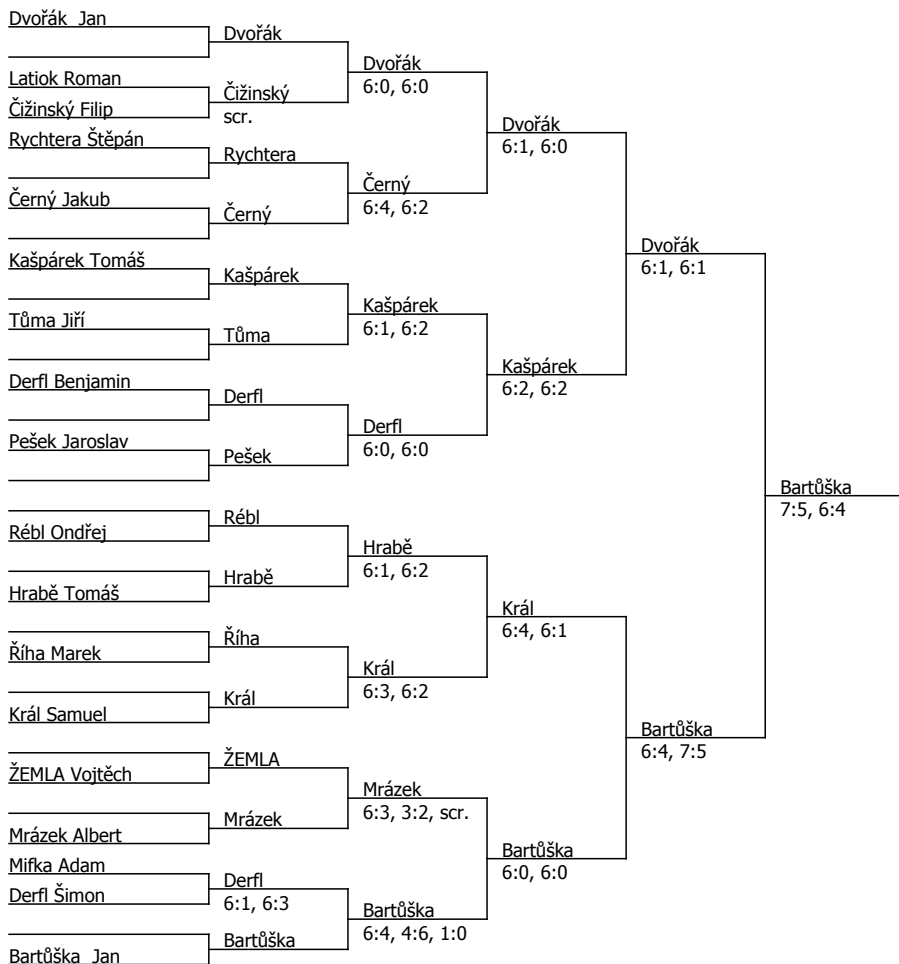 Dvořák  Jan
Dvořák
Dvořák
6:0, 6:0
Latiok Roman
Čižinský
scr.
Čižinský Filip
Dvořák
6:1, 6:0
Rychtera Štěpán
Rychtera
Černý
6:4, 6:2
Černý Jakub
Černý
Dvořák
6:1, 6:1
Kašpárek Tomáš
Kašpárek
Kašpárek
6:1, 6:2
Tůma Jiří
Tůma
Kašpárek
6:2, 6:2
Derfl Benjamin
Derfl
Derfl
6:0, 6:0
Pešek Jaroslav
Pešek
Bartůška
7:5, 6:4
Rébl
Rébl Ondřej
Hrabě
6:1, 6:2
Hrabě
Hrabě Tomáš
Král
6:4, 6:1
Říha
Říha Marek
Král
6:3, 6:2
Král
Král Samuel
Bartůška
6:4, 7:5
ŽEMLA
ŽEMLA Vojtěch
Mrázek
6:3, 3:2, scr.
Mrázek
Mrázek Albert
Bartůška
6:0, 6:0
Mifka Adam
Derfl
6:1, 6:3
Derfl Šimon
Bartůška
6:4, 4:6, 1:0
Bartůška
Bartůška  Jan